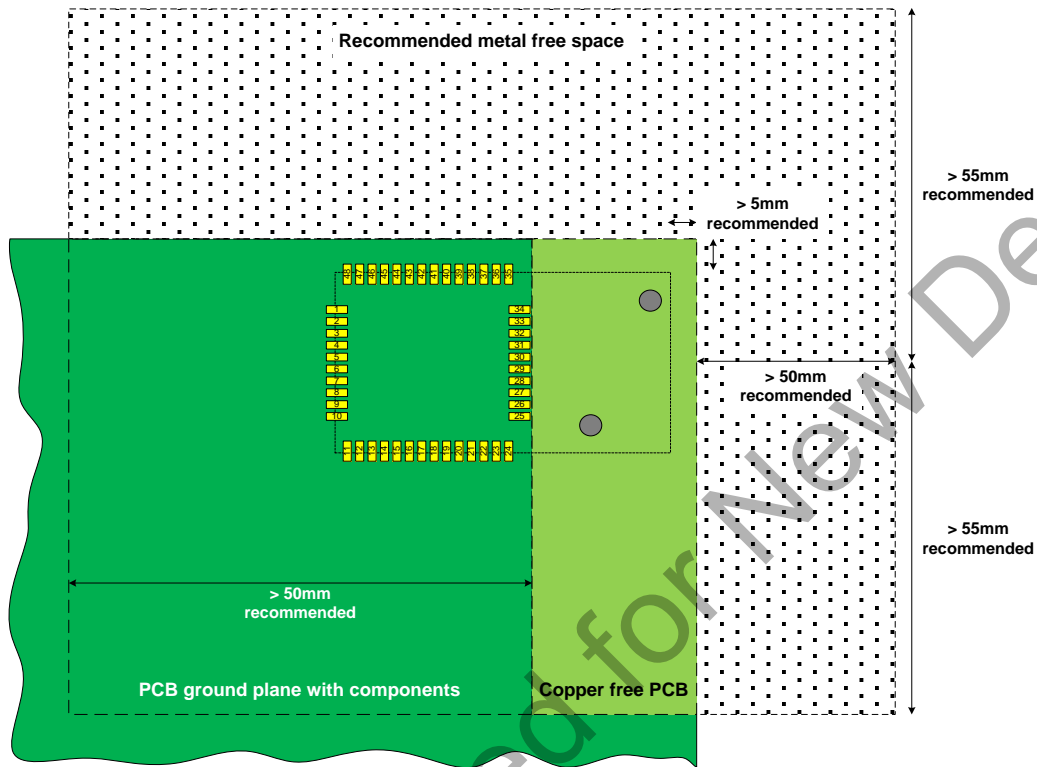 Recommended metal free space
> 55mm
recommended
> 5mm
recommended
48 47 46 45 44 43 42 41 40 39 38 37 36 35
1
2
3
4
5
6
7
8
9
10
34
33
32
31
30
29
28
27
26
25
11 12 13 14 15 16 17 18 19 20 21 22 23 24
> 50mm
recommended
> 55mm
recommended
> 50mm
recommended
PCB ground plane with components
Copper free PCB
for New De